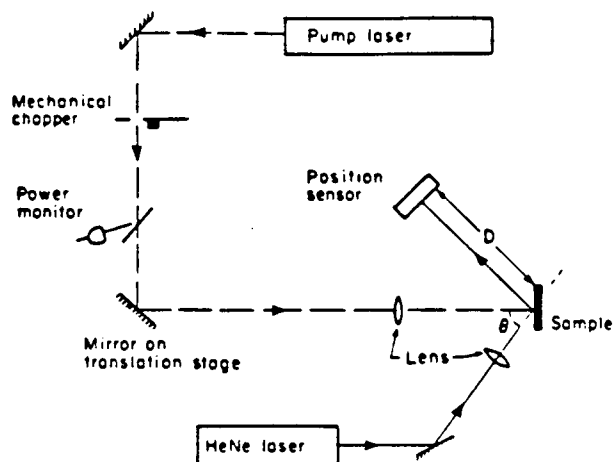 Pump laser
Mechanical
chopper
Power
monitor
Position
sensor
D
θ
Sample
Mirror on
translation stage
Lens
HeNe laser